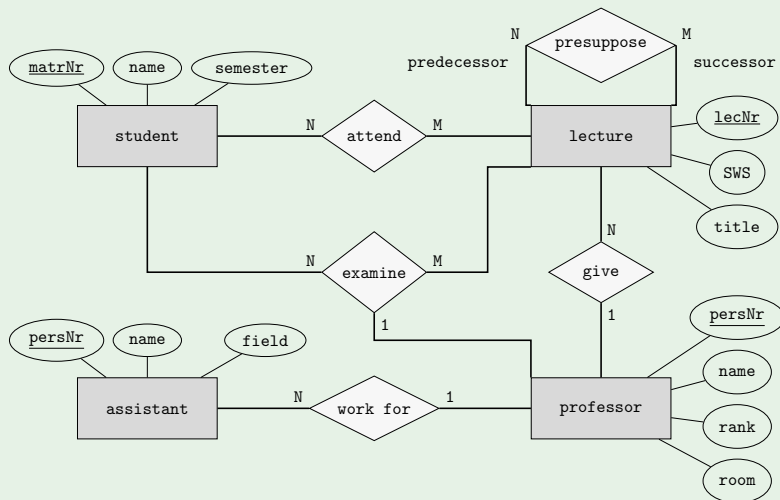 N
presuppose
M
predecessor
successor
matrNr
name
semester
student
N
attend
M
lecture
lecNr
SWS
title
N
examine
M
1
N
give
1
persNr
name
field
assistant
N
work for
1
professor
persNr
name
rank
room